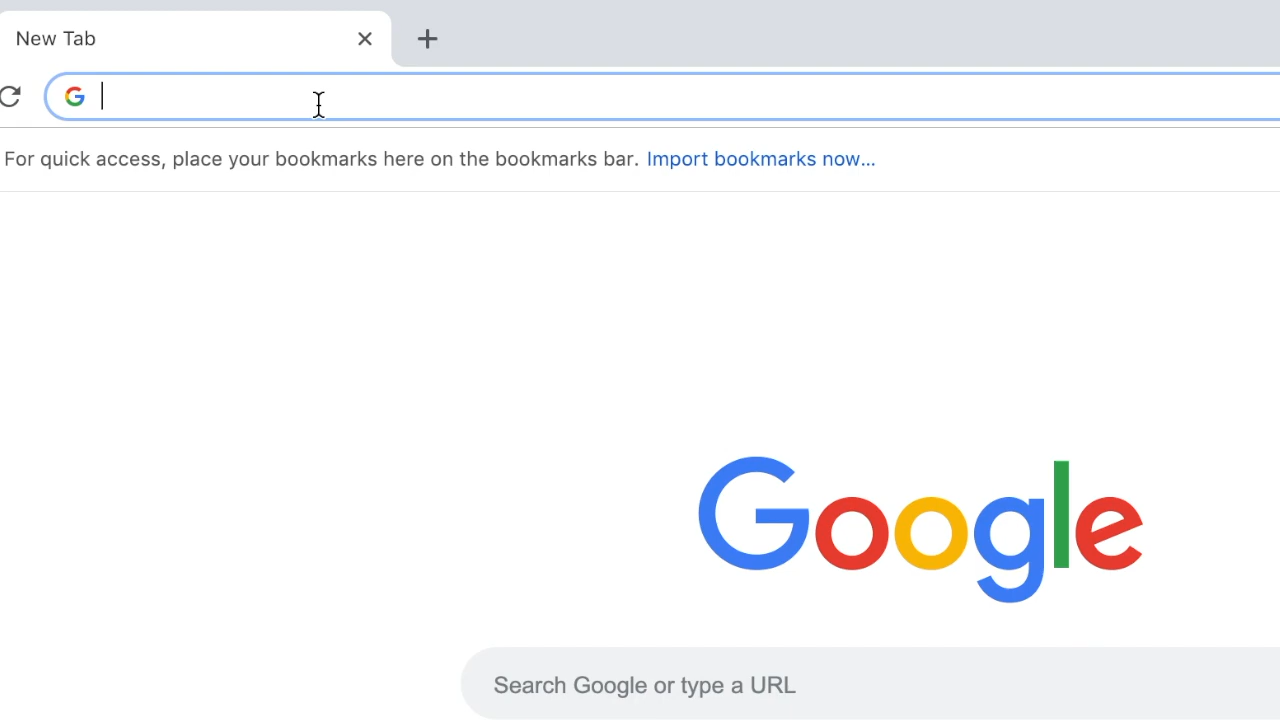 New Tab
For quick access, place your bookmarks here on the bookmarks bar. Import bookmarks now...
Google
Search Google or type a URL